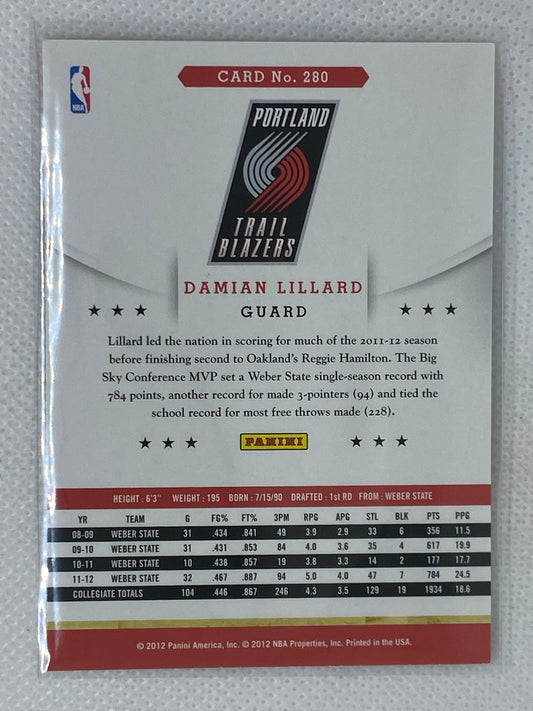 CARD No. 280
NBA
PORTLAND
TRAIL
BLAZERS
DAMIAN LILLARD
GUARD
Lillard led the nation in scoring for much of the 2011-12 season
before finishing second to Oakland's Reggie Hamilton. The Big
Sky Conference MVP set a Weber State single-season record with
784 points, another record for made 3-pointers (94) and tied the
school record for most free throws made (228).
PANINI
HEIGHT : 6'3" WEIGHT : 195 BORN : 7/15/90 DRAFTED : 1st RD FROM : WEBER STATE
YR TEAM G FG% FT% 3PM RPG APG STL BLK PTS PPG
08-09 WEBER STATE 31 .434 .841 49 3.9 2.9 33 6 356 11.5
09-10 WEBER STATE 31 .431 .853 84 4.0 3.6 35 4 617 19.9
10-11 WEBER STATE 10 .438 .857 19 3.8 3.3 14 2 177 17.7
11-12 WEBER STATE 32 .467 .887 94 5.0 4.0 47 7 784 24.5
COLLEGIATE TOTALS 104 .446 .867 246 4.3 3.5 129 19 1934 18.6
© 2012 Panini America, Inc. © 2012 NBA Properties, Inc. Printed in the USA.